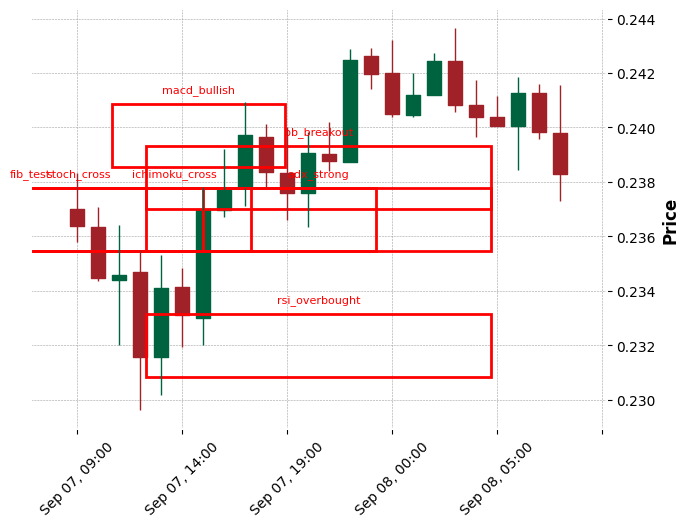 0.244
macd_bullish
0.242
0.240
bb_breakout
fib_test
stoch_cross
ichimoku_cross
adx_strong
0.238
0.236
Price
0.234
rsi_overbought
0.232
0.230
Sep 07, 09:00
Sep 07, 14:00
Sep 07, 19:00
Sep 08, 00:00
Sep 08, 05:00